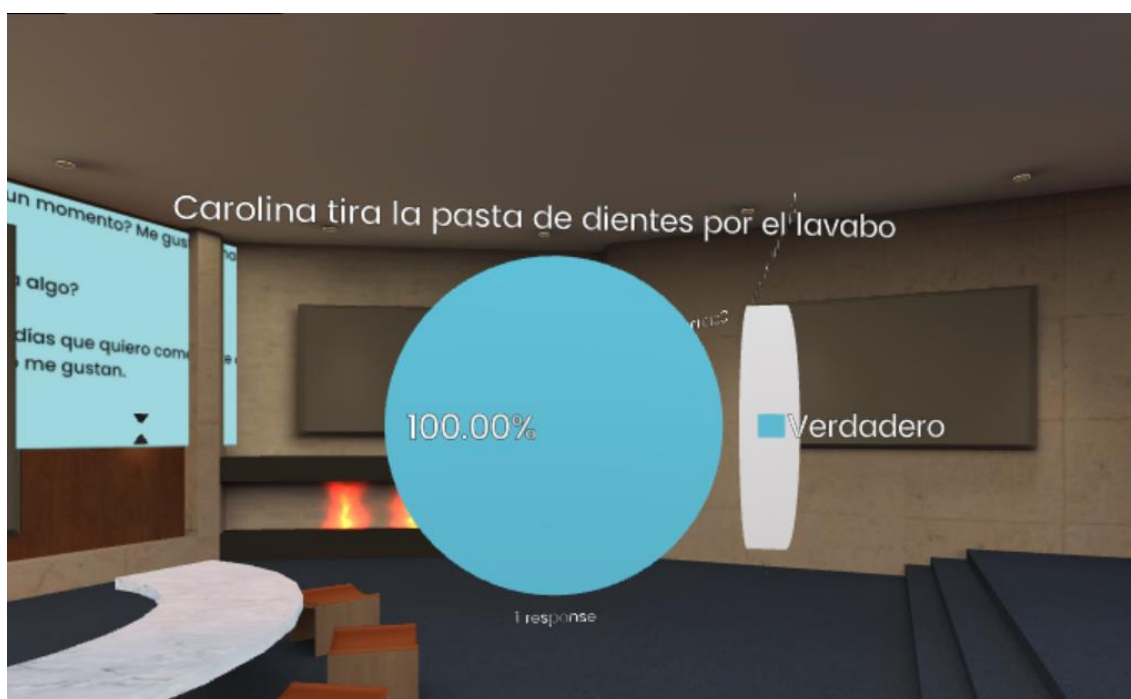 un momento? Me gus
a algo?
días que quiero come
me gustan.
Carolina tira la pasta de dientes por el lavabo
100.00%
Verdadero
1 response